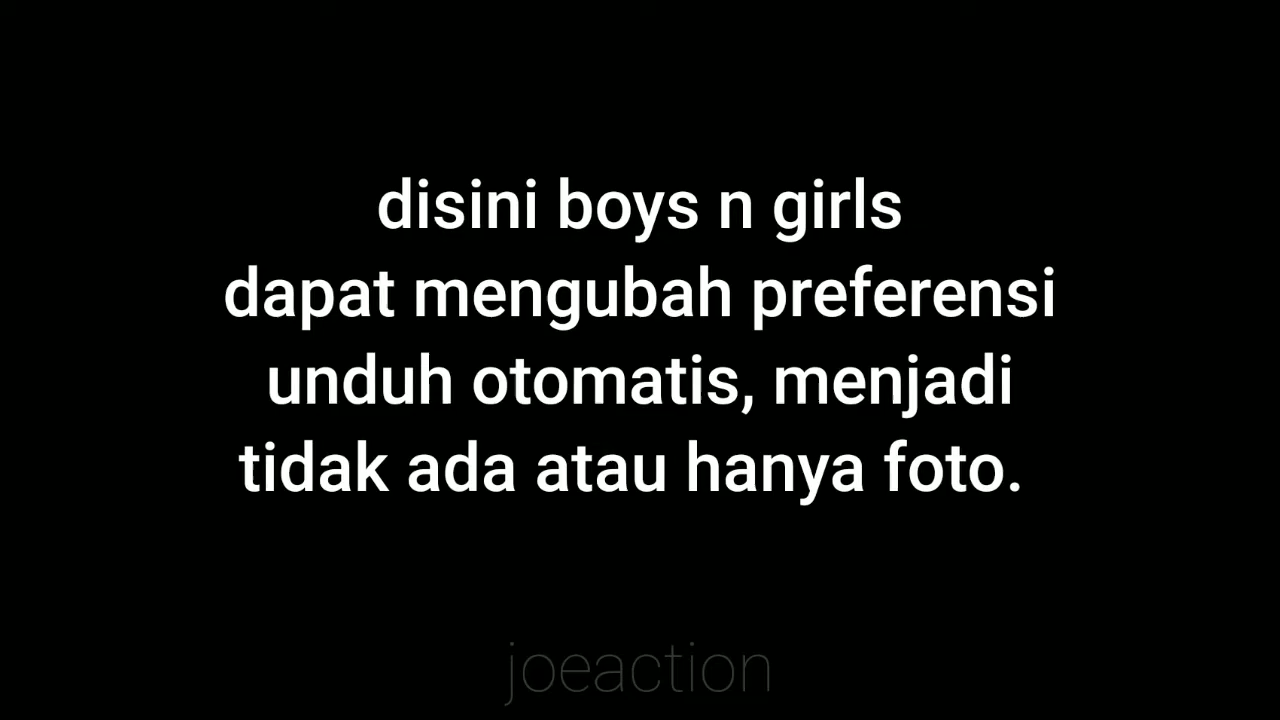 disini boys n girls
dapat mengubah preferensi
unduh otomatis, menjadi
tidak ada atau hanya foto.
joeaction